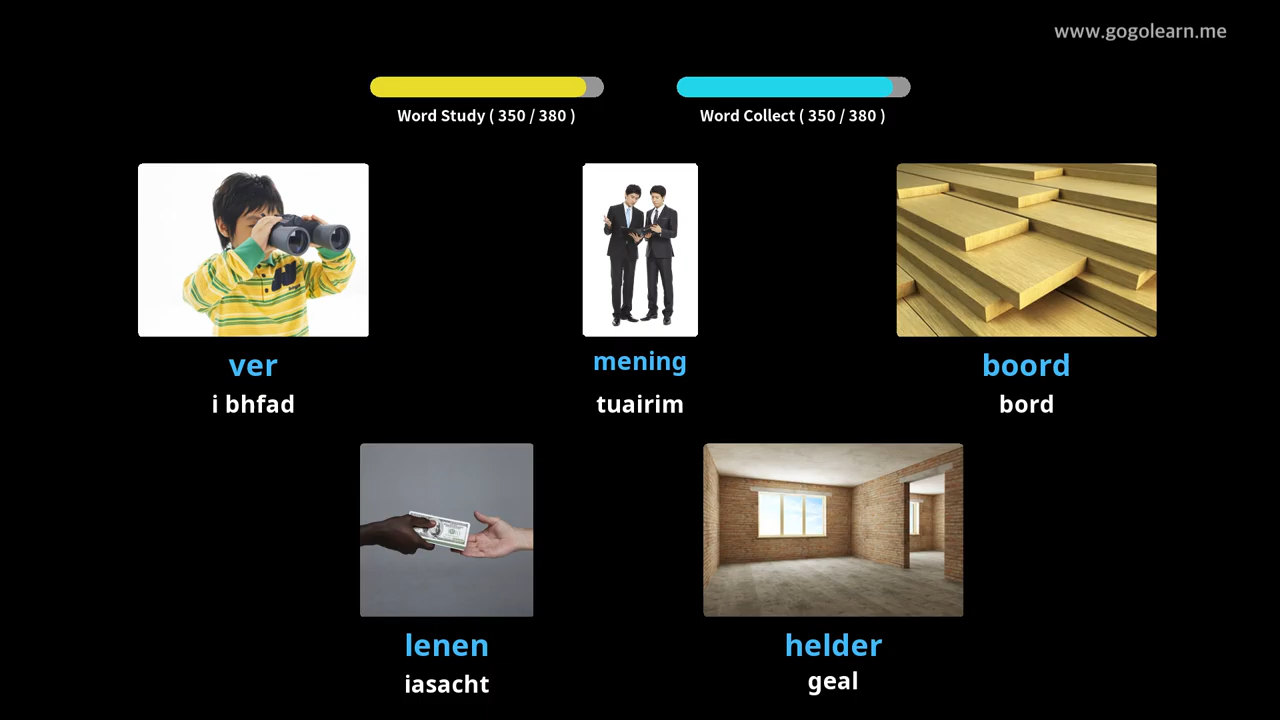 www.gogolearn.me
Word Study ( 350 / 380 )
Word Collect ( 350 / 380 )
ver
i bhfad
mening
tuairim
boord
bord
lenen
iasacht
helder
geal